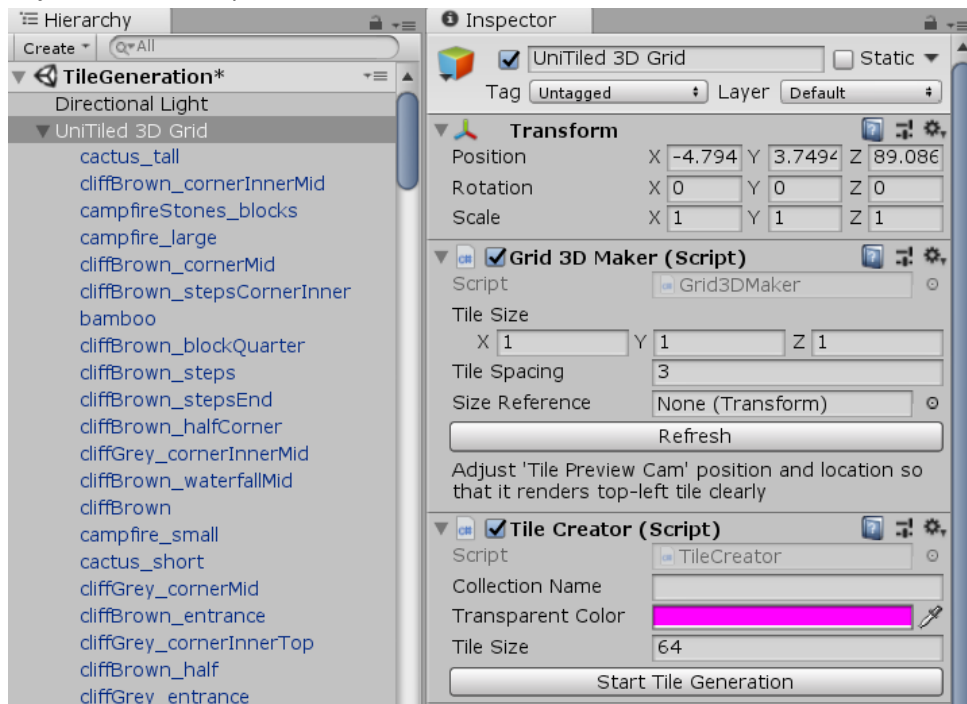 Hierarchy
Create
All
TileGeneration*
Directional Light
UniTiled 3D Grid
cactus_tall
cliffBrown_cornerInnerMid
campfireStones_blocks
campfire_large
cliffBrown_cornerMid
cliffBrown_stepsCornerInner
bamboo
cliffBrown_blockQuarter
cliffBrown_steps
cliffBrown_stepsEnd
cliffBrown_halfCorner
cliffGrey_cornerInnerMid
cliffBrown_waterfallMid
cliffBrown
campfire_small
cactus_short
cliffGrey_cornerMid
cliffBrown_entrance
cliffGrey_cornerInnerTop
cliffBrown_half
cliffGrey_entrance
Inspector
UniTiled 3D Grid Static
Tag Untagged Layer Default
Transform
Position X -4.794 Y 3.7494 Z 89.086
Rotation X 0 Y 0 Z 0
Scale X 1 Y 1 Z 1
Grid 3D Maker (Script)
Script Grid3DMaker
Tile Size
X 1 Y 1 Z 1
Tile Spacing 3
Size Reference None (Transform)
Refresh
Adjust 'Tile Preview Cam' position and location so
that it renders top-left tile clearly
Tile Creator (Script)
Script TileCreator
Collection Name
Transparent Color
Tile Size 64
Start Tile Generation